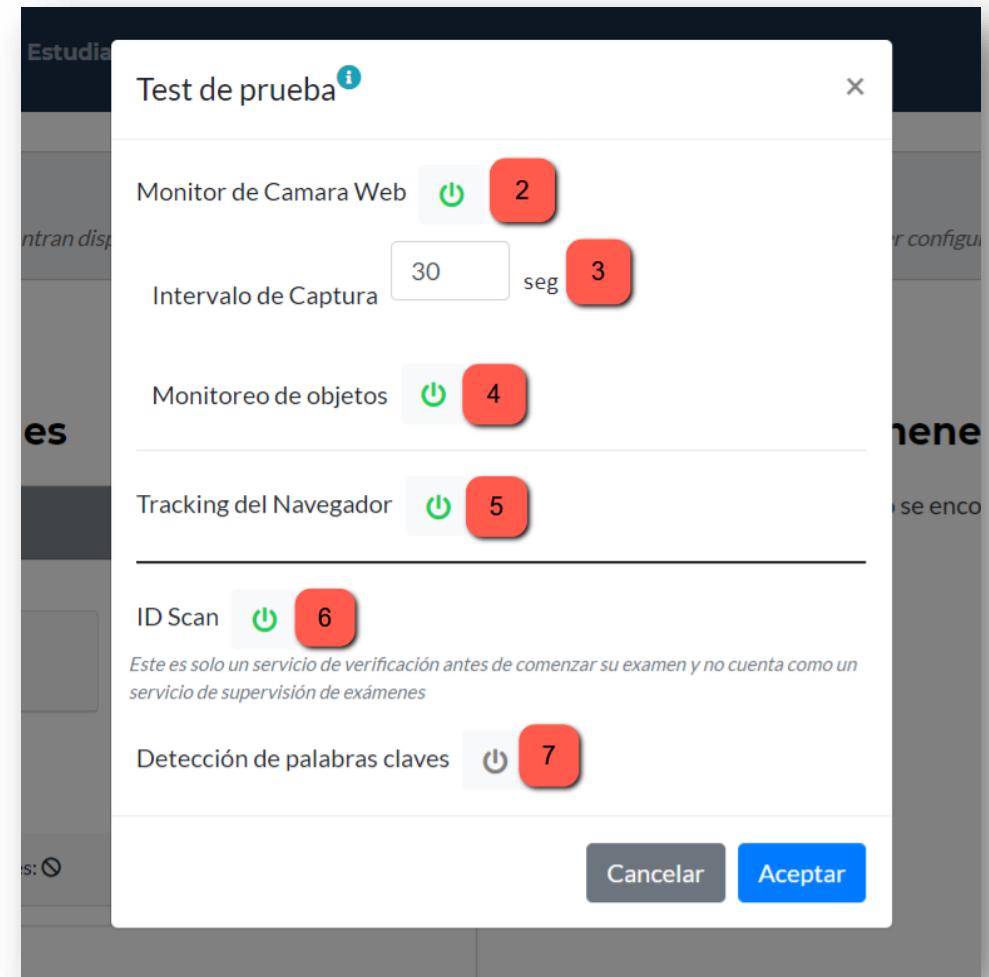 Estudia
Test de prueba
Monitor de Camara Web 2
ntran disp
r configu
30
Intervalo de Captura seg 3
Monitoreo de objetos 4
es
nene
Tracking del Navegador 5
se enco
ID Scan 6
Este es solo un servicio de verificación antes de comenzar su examen y no cuenta como un
servicio de supervisión de exámenes
Detección de palabras claves 7
s:
Cancelar Aceptar